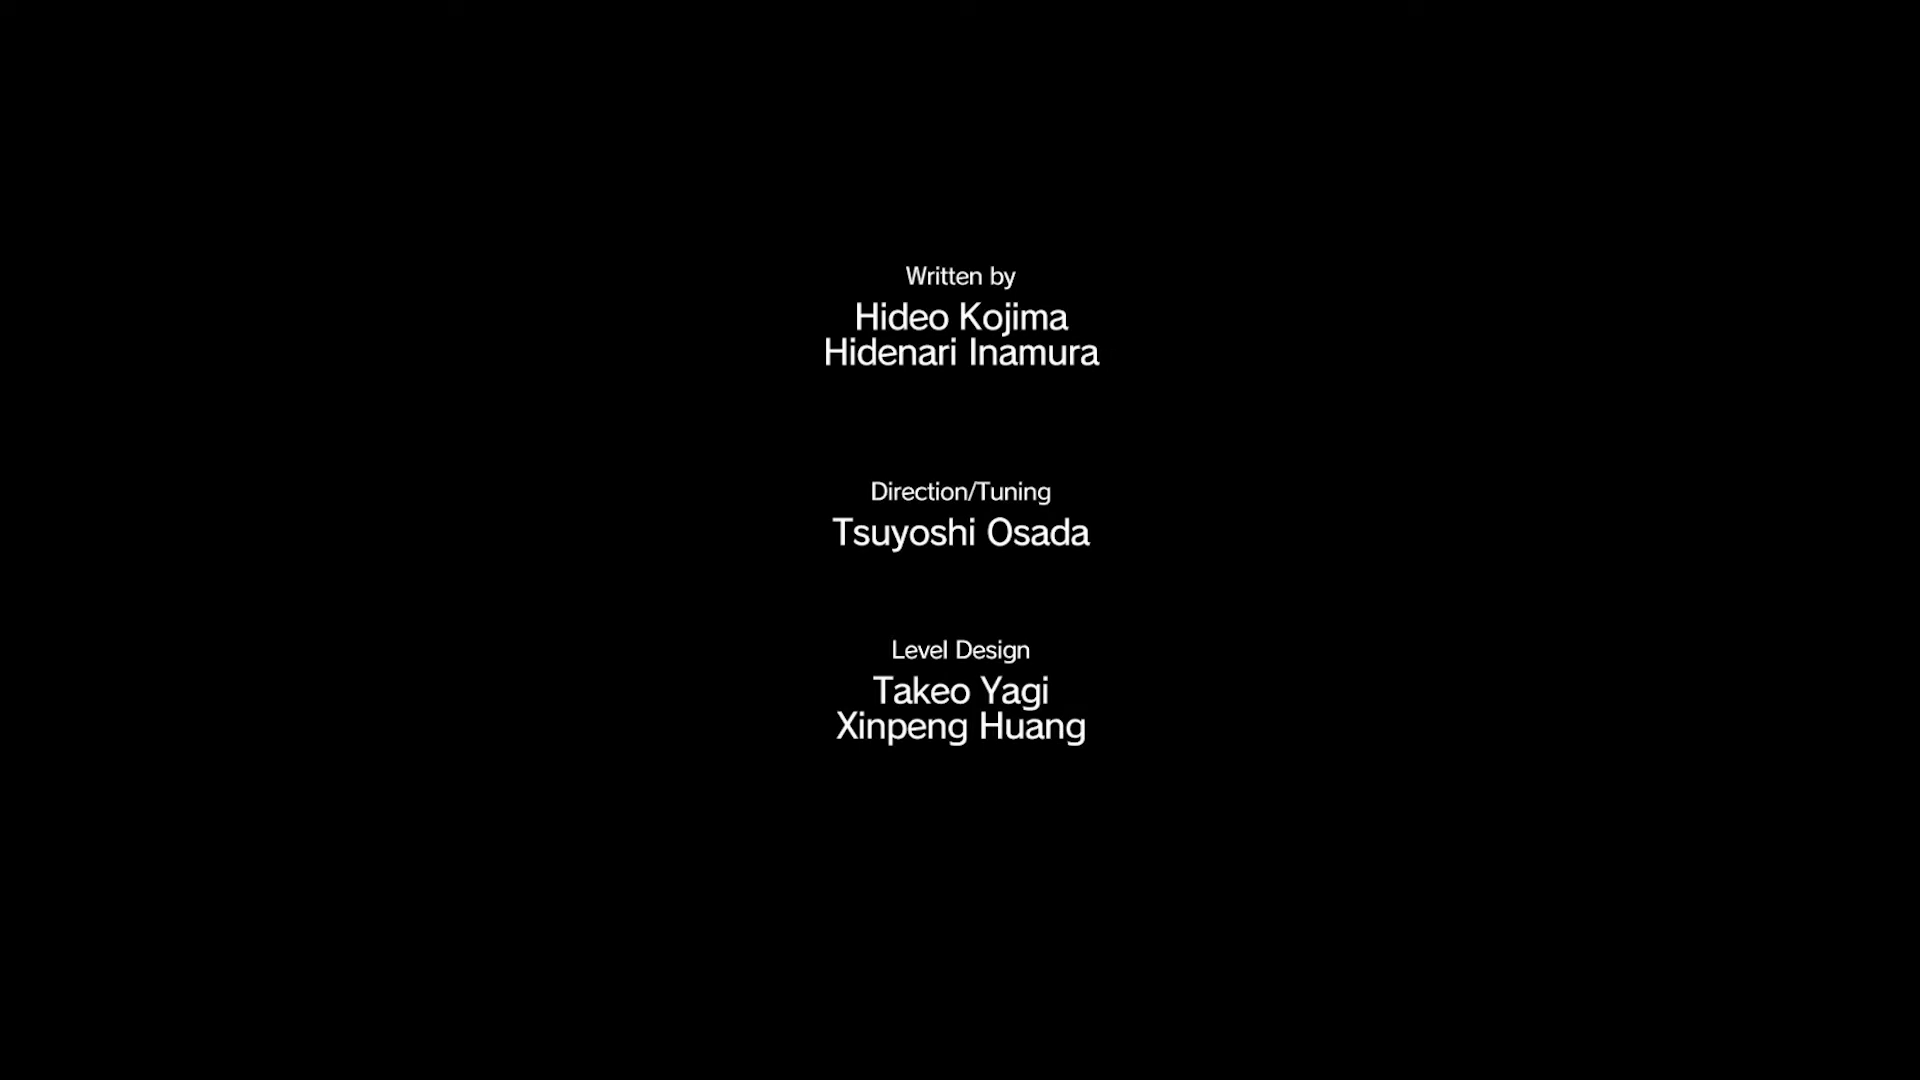 Written by
Hideo Kojima
Hidenari Inamura
Direction/Tuning
Tsuyoshi Osada
Level Design
Takeo Yagi
Xinpeng Huang